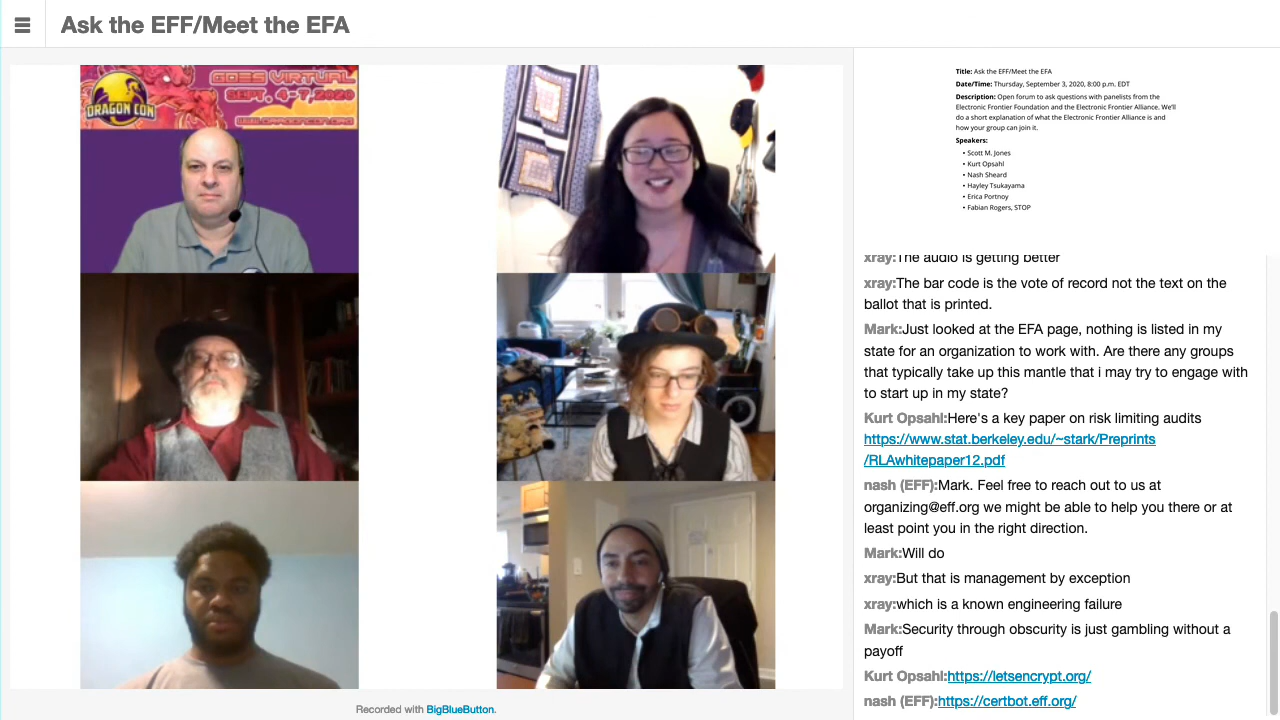 Ask the EFF/Meet the EFA
GOES VIRTUAL
SEPT. 4-7, 2020
DRAGON CON
WWW.DRAGONCON.ORG
Title: Ask the EFF/Meet the EFA
Date/Time: Thursday, September 3, 2020, 8:00 p.m. EDT
Description: Open forum to ask questions with panelists from the
Electronic Frontier Foundation and the Electronic Frontier Alliance. We'll
do a short explanation of what the Electronic Frontier Alliance is and
how your group can join it.
Speakers:
• Scott M. Jones
• Kurt Opsahl
• Nash Sheard
• Hayley Tsukayama
• Erica Portnoy
• Fabian Rogers, STOP
xray:The audio is getting better
xray:The bar code is the vote of record not the text on the
ballot that is printed.
Mark:Just looked at the EFA page, nothing is listed in my
state for an organization to work with. Are there any groups
that typically take up this mantle that i may try to engage with
to start up in my state?
Kurt Opsahl:Here's a key paper on risk limiting audits
https://www.stat.berkeley.edu/~stark/Preprints
/RLAwhitepaper12.pdf
nash (EFF):Mark. Feel free to reach out to us at
organizing@eff.org we might be able to help you there or at
least point you in the right direction.
Mark:Will do
xray:But that is management by exception
xray:which is a known engineering failure
Mark:Security through obscurity is just gambling without a
payoff
Kurt Opsahl:https://letsencrypt.org/
nash (EFF):https://certbot.eff.org/
Recorded with BigBlueButton.